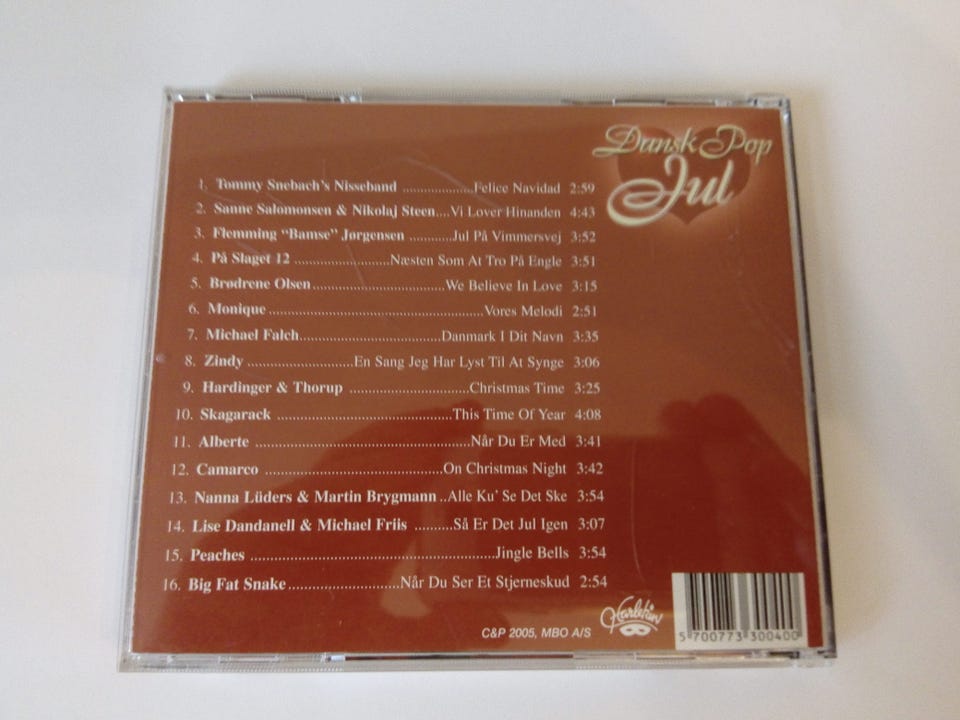 Dansk Pop
Jul
1. Tommy Snebach's Nisseband ..................Felice Navidad 2:59
2. Sanne Salomonsen & Nikolaj Steen....Vi Lover Hinanden 4:43
3. Flemming "Bamse" Jørgensen ...........Jul På Vimmersvej 3:52
4. På Slaget 12 ........................Næsten Som At Tro På Engle 3:51
5. Brødrene Olsen.................................We Believe In Love 3:15
6. Monique.....................................................Vores Melodi 2:51
7. Michael Falch...................................Danmark I Dit Navn 3:35
8. Zindy ..........................En Sang Jeg Har Lyst Til At Synge 3:06
9. Hardinger & Thorup .............................Christmas Time 3:25
10. Skagarack ...........................................This Time Of Year 4:08
11. Alberte ....................................................Når Du Er Med 3:41
12. Camarco ...........................................On Christmas Night 3:42
13. Nanna Lüders & Martin Brygmann ..Alle Ku' Se Det Ske 3:54
14. Lise Dandanell & Michael Friis ..........Så Er Det Jul Igen 3:07
15. Peaches ...........................................................Jingle Bells 3:54
16. Big Fat Snake...........................Når Du Ser Et Stjerneskud 2:54
Harlekin
C&P 2005, MBO A/S
5 700773 300400